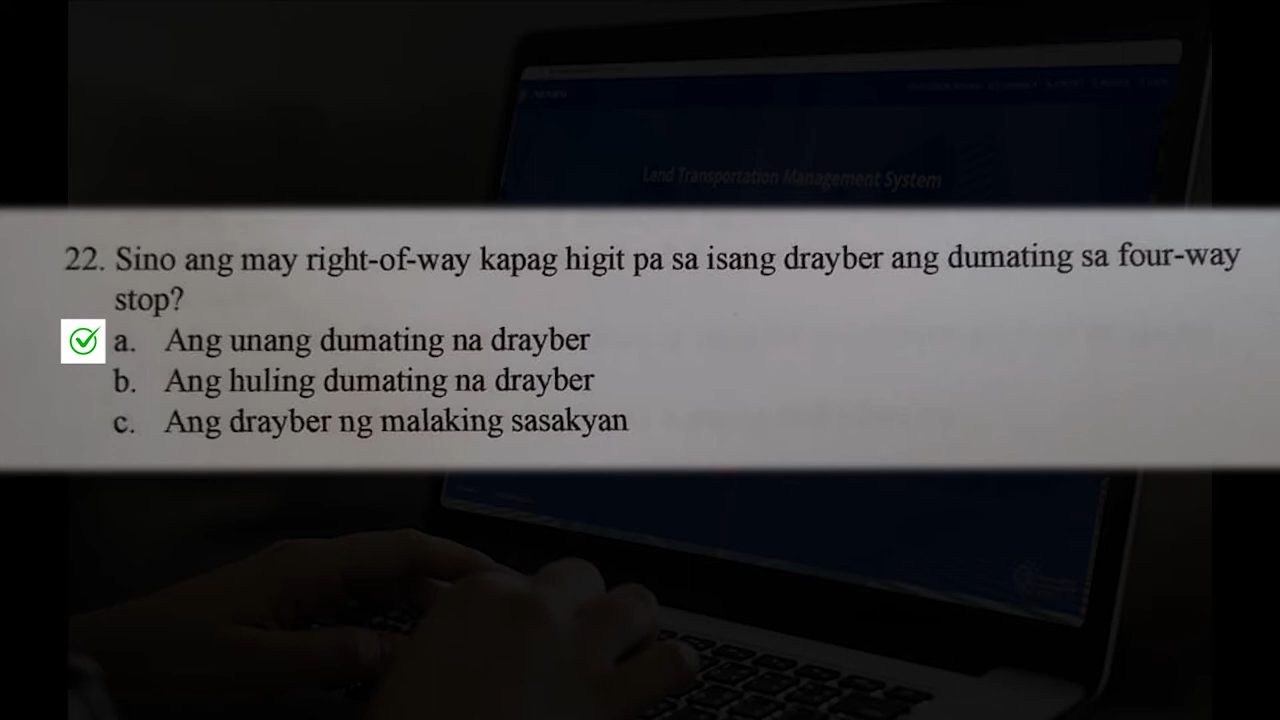 Land Transportation Management System
22. Sino ang may right-of-way kapag higit pa sa isang drayber ang dumating sa four-way
stop?
a. Ang unang dumating na drayber
b. Ang huling dumating na drayber
c. Ang drayber ng malaking sasakyan